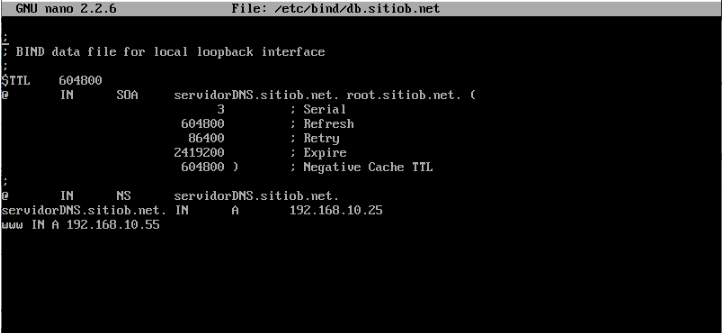 GNU nano 2.2.6 File: /etc/bind/db.sitiob.net
;
; BIND data file for local loopback interface
;
$TTL 604800
@ IN SOA servidorDNS.sitiob.net. root.sitiob.net. (
3 ; Serial
604800 ; Refresh
86400 ; Retry
2419200 ; Expire
604800 ) ; Negative Cache TTL
;
@ IN NS servidorDNS.sitiob.net.
servidorDNS.sitiob.net. IN A 192.168.10.25
www IN A 192.168.10.55